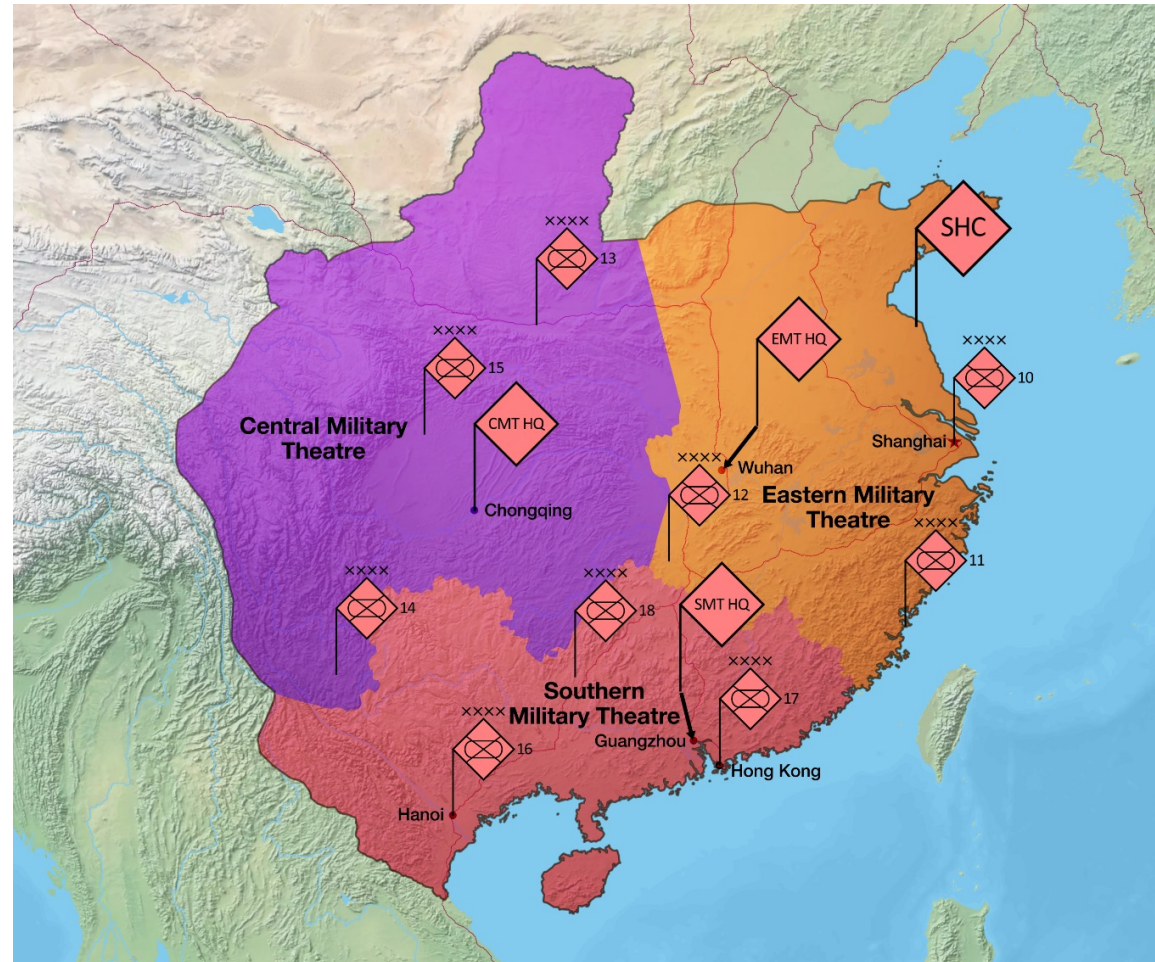 SHC
××××
13
EMT HQ
××××
15
××××
10
Central Military
Theatre
CMT HQ
Shanghai
××××
12
Wuhan
Eastern Military
Theatre
Chongqing
××××
11
××××
14
××××
18
SMT HQ
××××
17
Southern
Military Theatre
××××
16
Guangzhou
Hong Kong
Hanoi